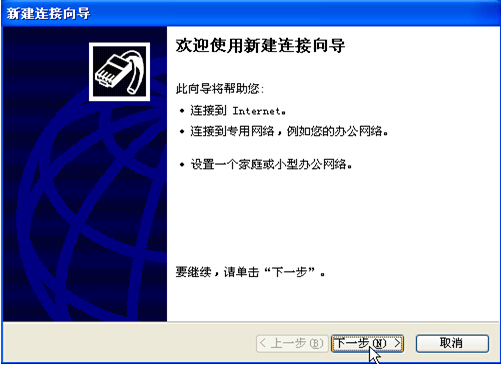 新建连接向导
欢迎使用新建连接向导
此向导将帮助您:
• 连接到 Internet。
• 连接到专用网络，例如您的办公网络。
• 设置一个家庭或小型办公网络。
要继续，请单击“下一步”。
< 上一步(B) 下一步(N) > 取消